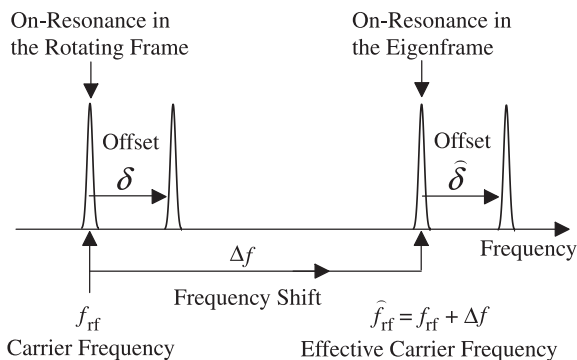 On-Resonance in
the Rotating Frame
On-Resonance in
the Eigenframe
Offset
δ
Offset
δ̂
Frequency
Δf
Frequency Shift
f_rf
Carrier Frequency
f̂_rf = f_rf + Δf
Effective Carrier Frequency